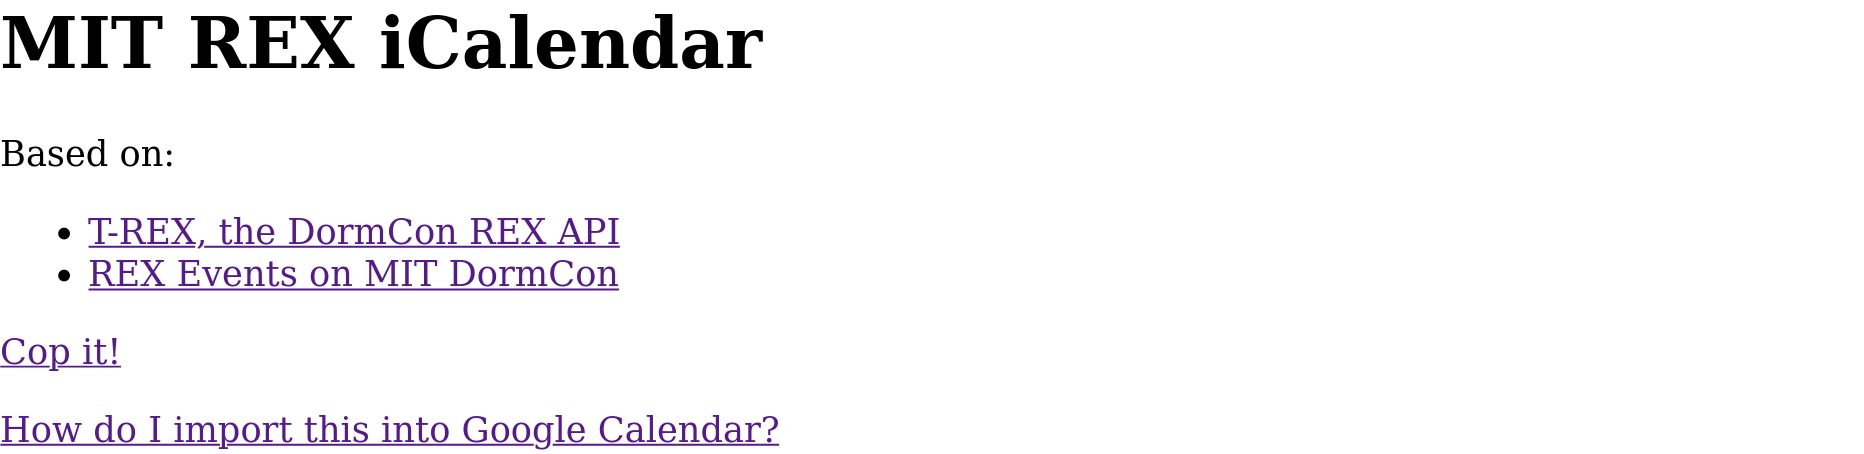 MIT REX iCalendar
Based on:
• T-REX, the DormCon REX API
• REX Events on MIT DormCon
Cop it!
How do I import this into Google Calendar?